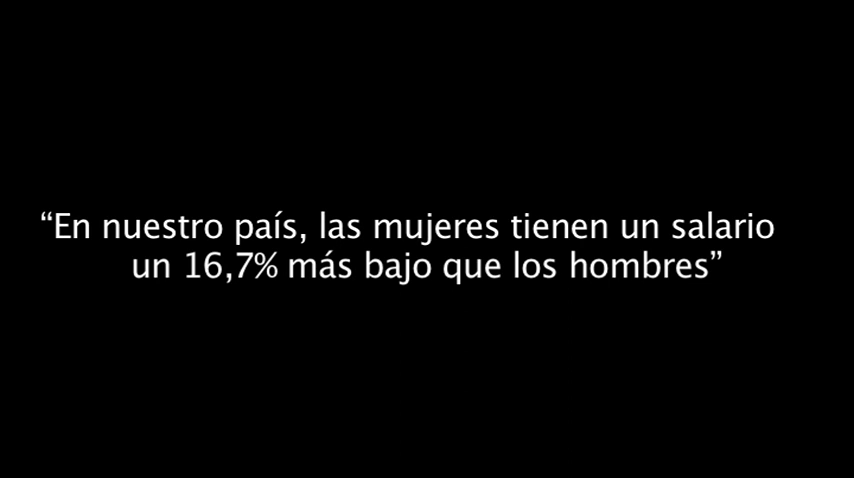 “En nuestro país, las mujeres tienen un salario
un 16,7% más bajo que los hombres”